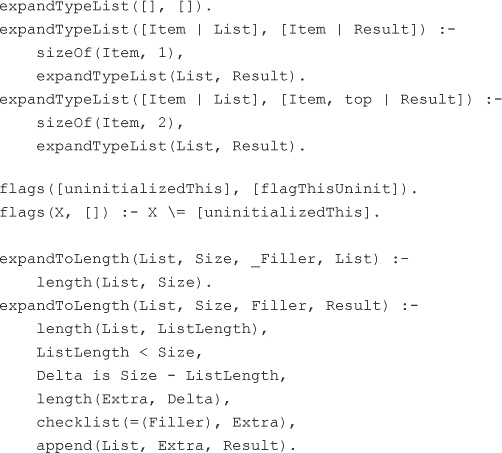 expandTypeList([], []).
expandTypeList([Item | List], [Item | Result]) :-
    sizeOf(Item, 1),
    expandTypeList(List, Result).
expandTypeList([Item | List], [Item, top | Result]) :-
    sizeOf(Item, 2),
    expandTypeList(List, Result).

flags([uninitializedThis], [flagThisUninit]).
flags(X, []) :- X \= [uninitializedThis].

expandToLength(List, Size, _Filler, List) :-
    length(List, Size).
expandToLength(List, Size, Filler, Result) :-
    length(List, ListLength),
    ListLength < Size,
    Delta is Size - ListLength,
    length(Extra, Delta),
    checklist(=(Filler), Extra),
    append(List, Extra, Result).